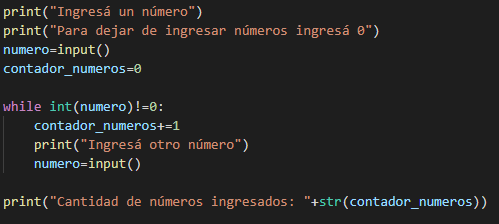 print("Ingresá un número")
print("Para dejar de ingresar números ingresá 0")
numero=input()
contador_numeros=0

while int(numero)!=0:
    contador_numeros+=1
    print("Ingresá otro número")
    numero=input()

print("Cantidad de números ingresados: "+str(contador_numeros))